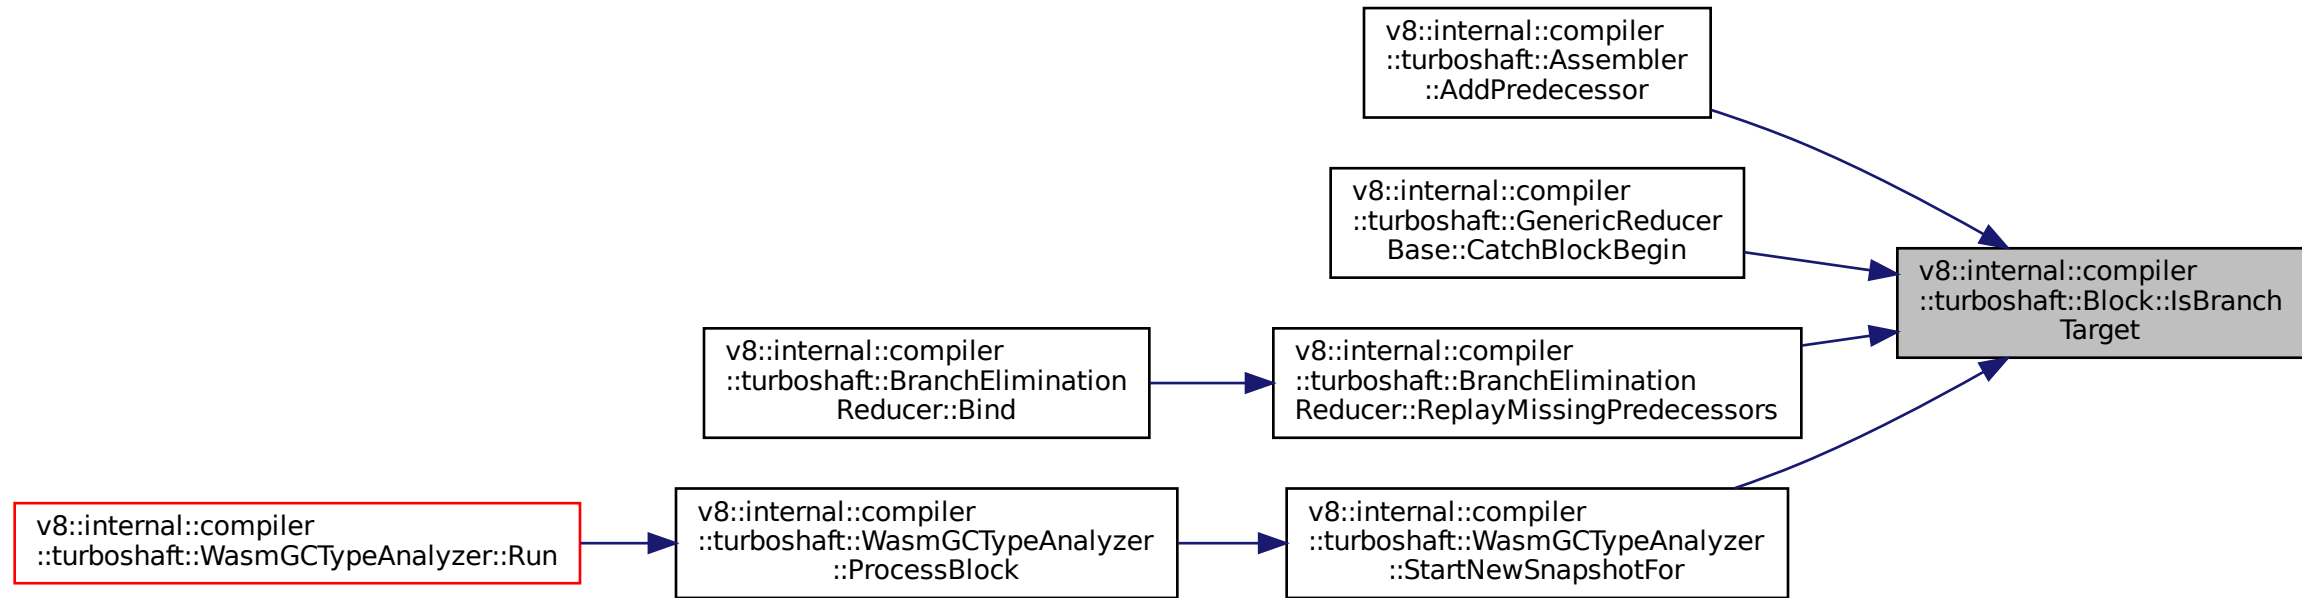 v8::internal::compiler
::turboshaft::Assembler
::AddPredecessor
v8::internal::compiler
::turboshaft::GenericReducer
Base::CatchBlockBegin
v8::internal::compiler
::turboshaft::Block::IsBranch
Target
v8::internal::compiler
::turboshaft::BranchElimination
Reducer::Bind
v8::internal::compiler
::turboshaft::BranchElimination
Reducer::ReplayMissingPredecessors
v8::internal::compiler
::turboshaft::WasmGCTypeAnalyzer::Run
v8::internal::compiler
::turboshaft::WasmGCTypeAnalyzer
::ProcessBlock
v8::internal::compiler
::turboshaft::WasmGCTypeAnalyzer
::StartNewSnapshotFor